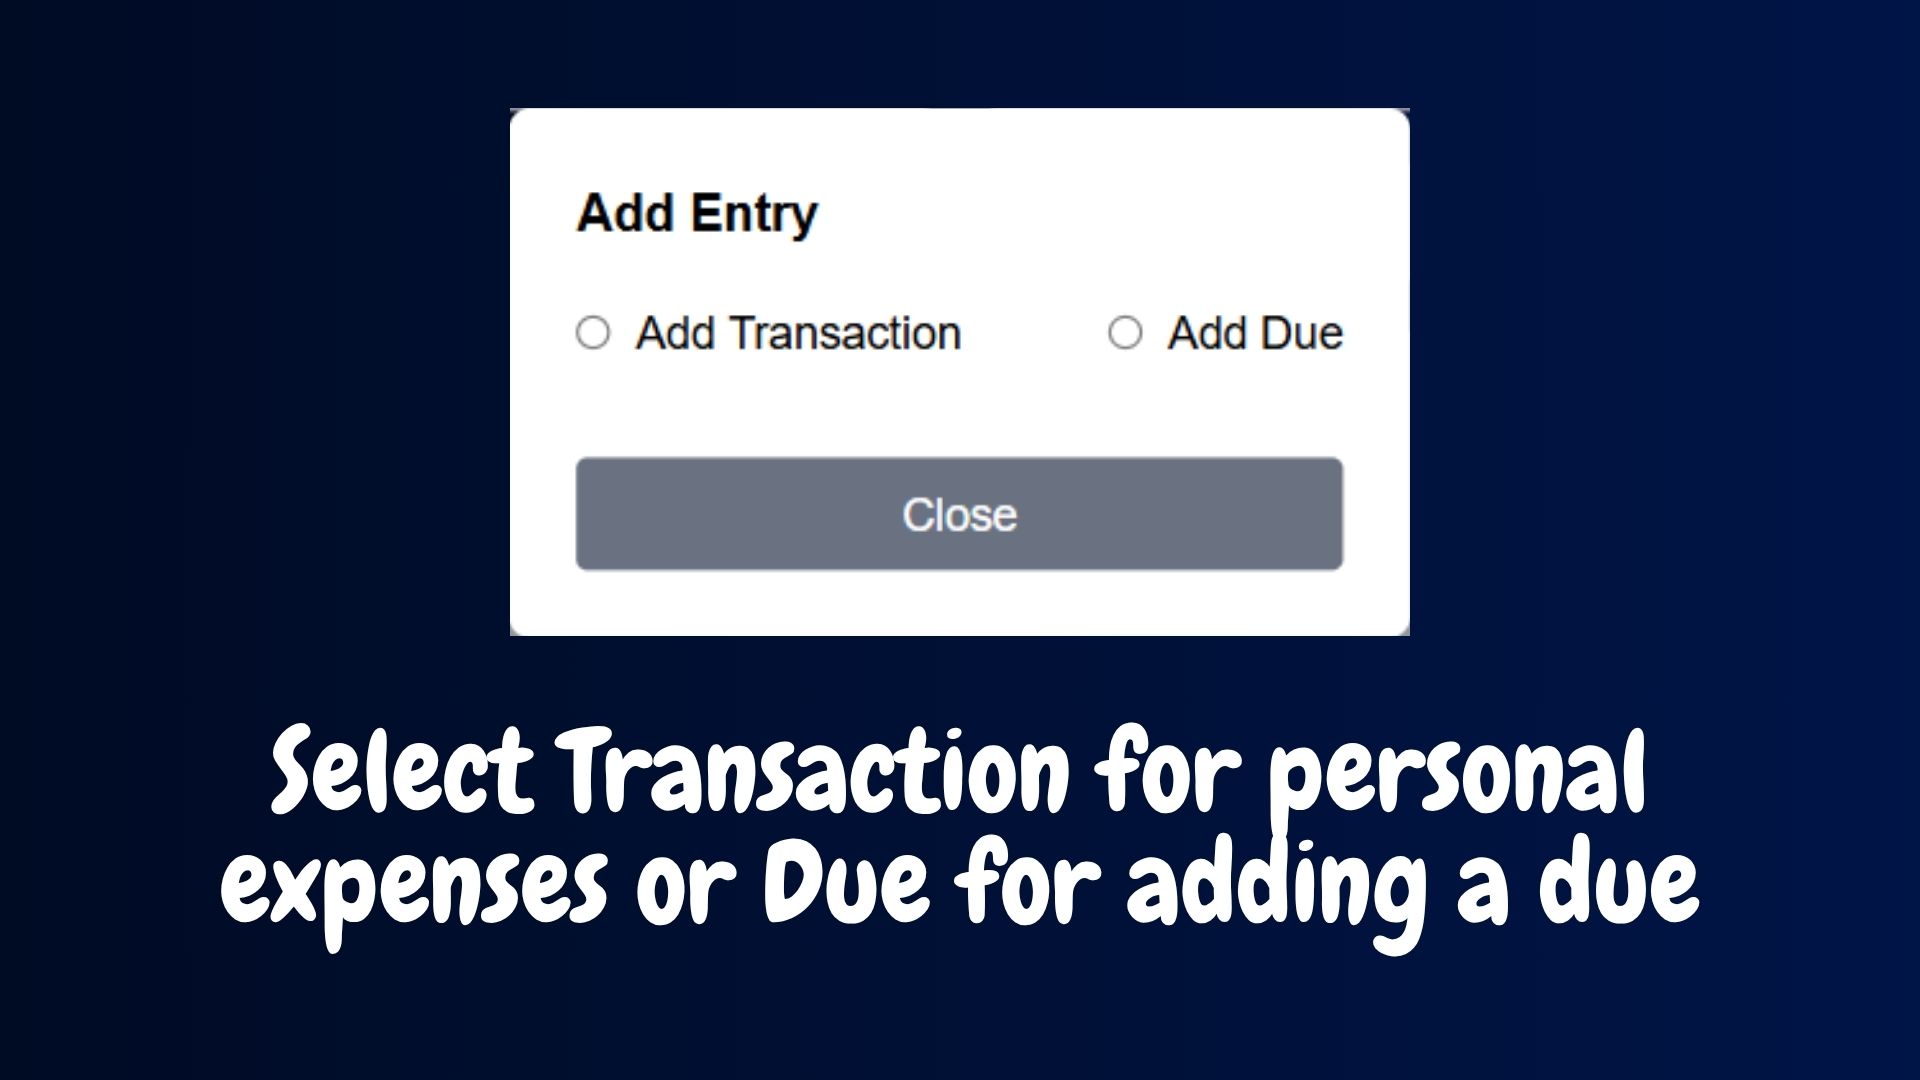 Add Entry
Add Transaction Add Due
Close
Select Transaction for personal
expenses or Due for adding a due